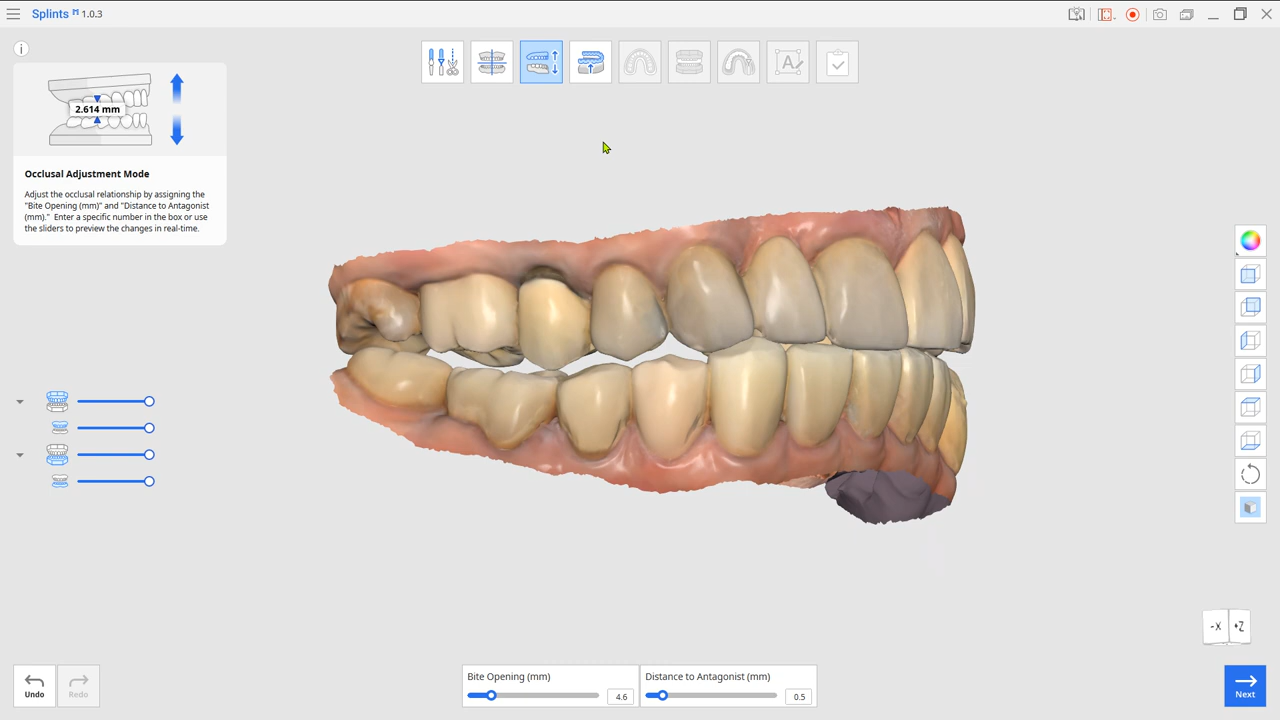 Splints 1.0.3
2.614 mm
Occlusal Adjustment Mode
Adjust the occlusal relationship by assigning the
"Bite Opening (mm)" and "Distance to Antagonist
(mm)." Enter a specific number in the box or use
the sliders to preview the changes in real-time.
-X +Z
Undo
Redo
Bite Opening (mm)
4.6
Distance to Antagonist (mm)
0.5
Next